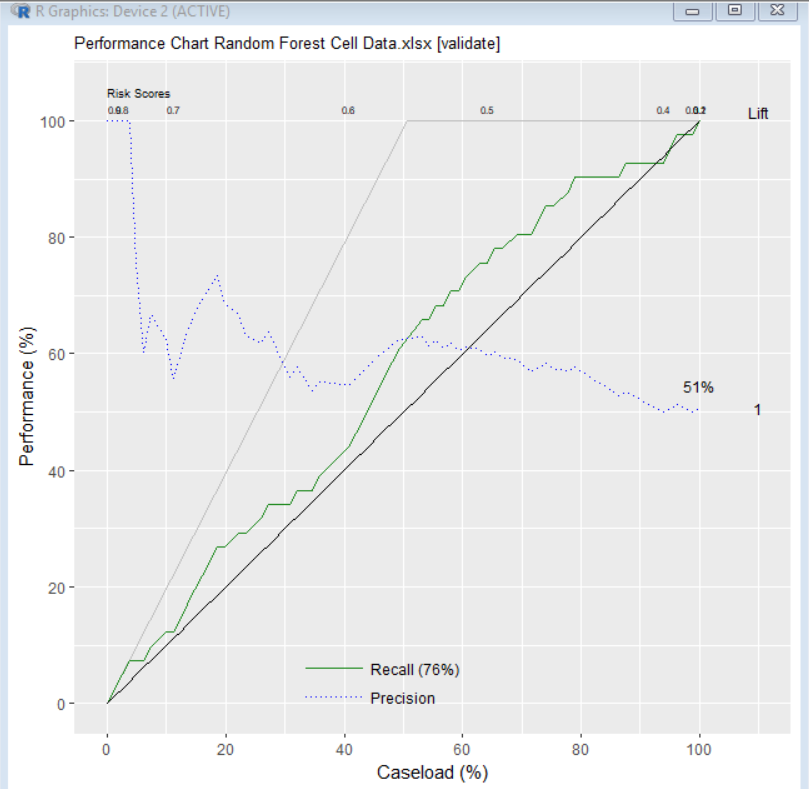 R Graphics: Device 2 (ACTIVE)
Performance Chart Random Forest Cell Data.xlsx [validate]
Risk Scores
0.7 0.6 0.5 0.4
Lift
100
80
60
40
20
0
Performance (%)
51%
1
Recall (76%)
Precision
0 20 40 60 80 100
Caseload (%)